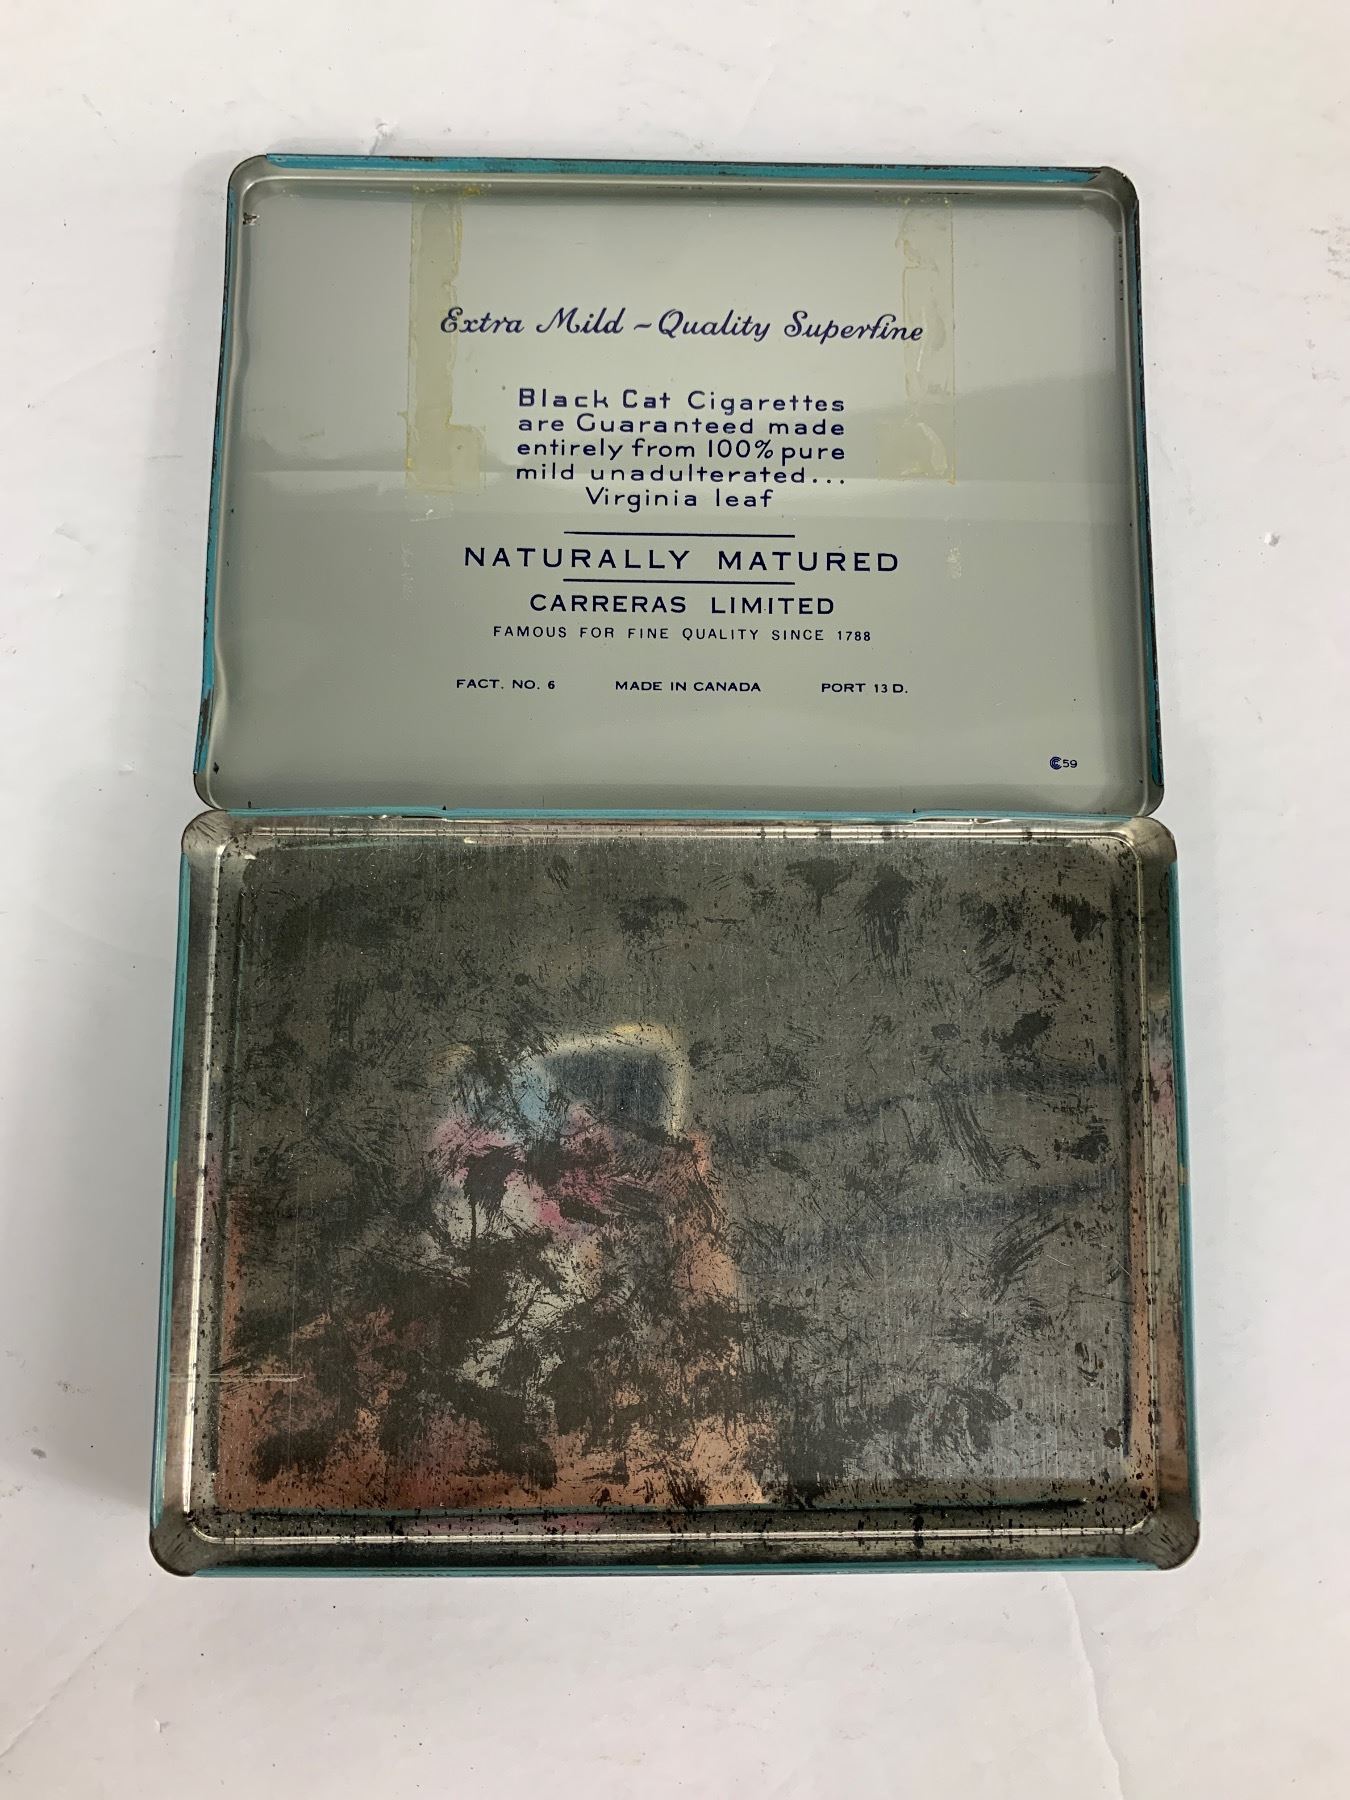 Extra Mild ~ Quality Superfine
Black Cat Cigarettes
are Guaranteed made
entirely from 100% pure
mild unadulterated...
Virginia leaf
NATURALLY MATURED
CARRERAS LIMITED
FAMOUS FOR FINE QUALITY SINCE 1788
FACT. NO. 6 MADE IN CANADA PORT 13 D.
59